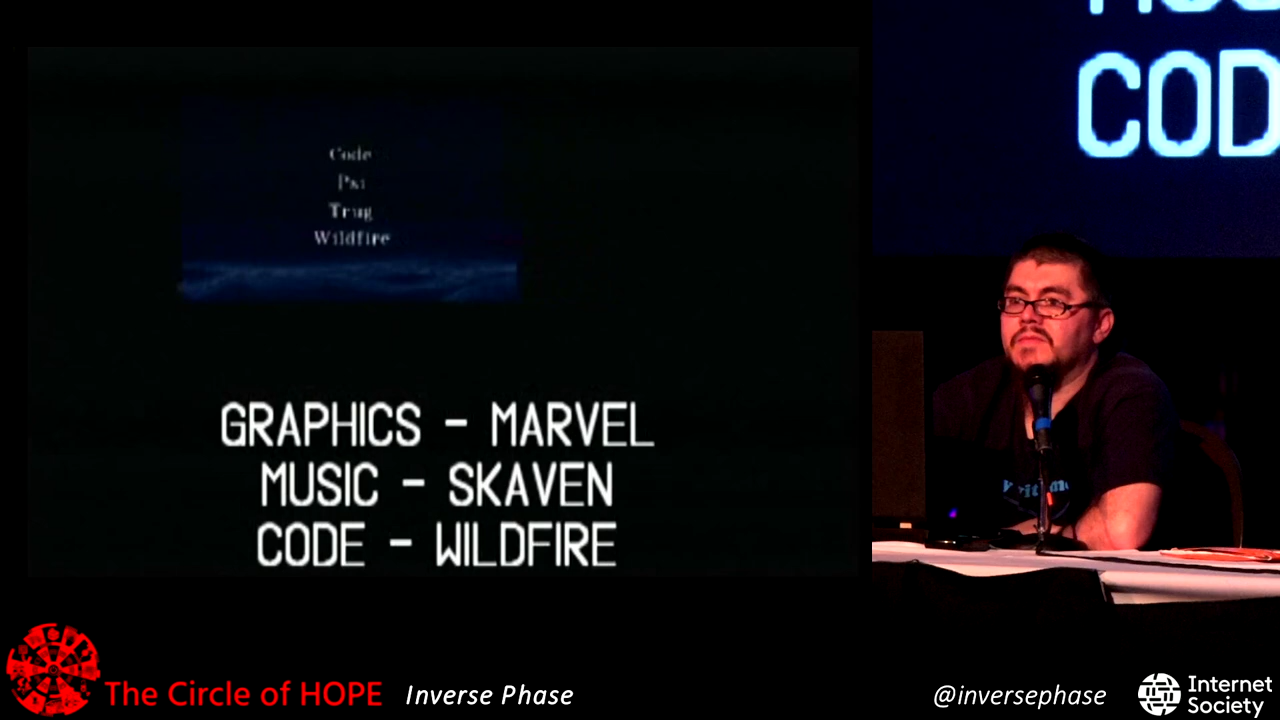 COD
Code
Psi
Trug
Wildfire
GRAPHICS - MARVEL
MUSIC - SKAVEN
CODE - WILDFIRE
The Circle of HOPE
Inverse Phase
@inversephase
Internet
Society